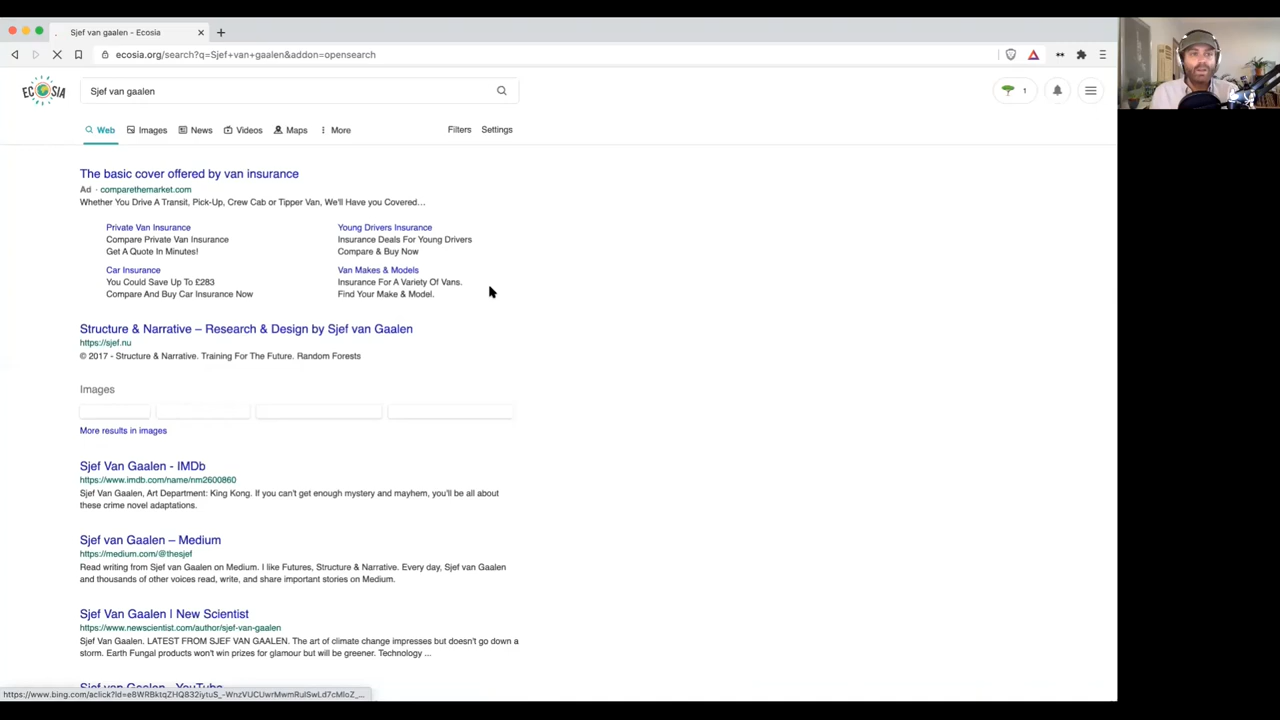 Sjef van gaalen - Ecosia
ecosia.org/search?q=Sjef+van+gaalen&addon=opensearch
ECOSIA
Sjef van gaalen
1
Web Images News Videos Maps More Filters Settings
The basic cover offered by van insurance
Ad · comparethemarket.com
Whether You Drive A Transit, Pick-Up, Crew Cab or Tipper Van, We'll Have you Covered...
Private Van Insurance
Compare Private Van Insurance
Get A Quote In Minutes!
Young Drivers Insurance
Insurance Deals For Young Drivers
Compare & Buy Now
Car Insurance
You Could Save Up To £283
Compare And Buy Car Insurance Now
Van Makes & Models
Insurance For A Variety Of Vans.
Find Your Make & Model.
Structure & Narrative – Research & Design by Sjef van Gaalen
https://sjef.nu
© 2017 - Structure & Narrative. Training For The Future. Random Forests
Images
More results in images
Sjef Van Gaalen - IMDb
https://www.imdb.com/name/nm2600860
Sjef Van Gaalen, Art Department: King Kong. If you can't get enough mystery and mayhem, you'll be all about
these crime novel adaptations.
Sjef van Gaalen – Medium
https://medium.com/@thesjef
Read writing from Sjef van Gaalen on Medium. I like Futures, Structure & Narrative. Every day, Sjef van Gaalen
and thousands of other voices read, write, and share important stories on Medium.
Sjef Van Gaalen | New Scientist
https://www.newscientist.com/author/sjef-van-gaalen
Sjef Van Gaalen. LATEST FROM SJEF VAN GAALEN. The art of climate change impresses but doesn't go down a
storm. Earth Fungal products won't win prizes for glamour but will be greener. Technology ...
Sjef van Gaalen - YouTube